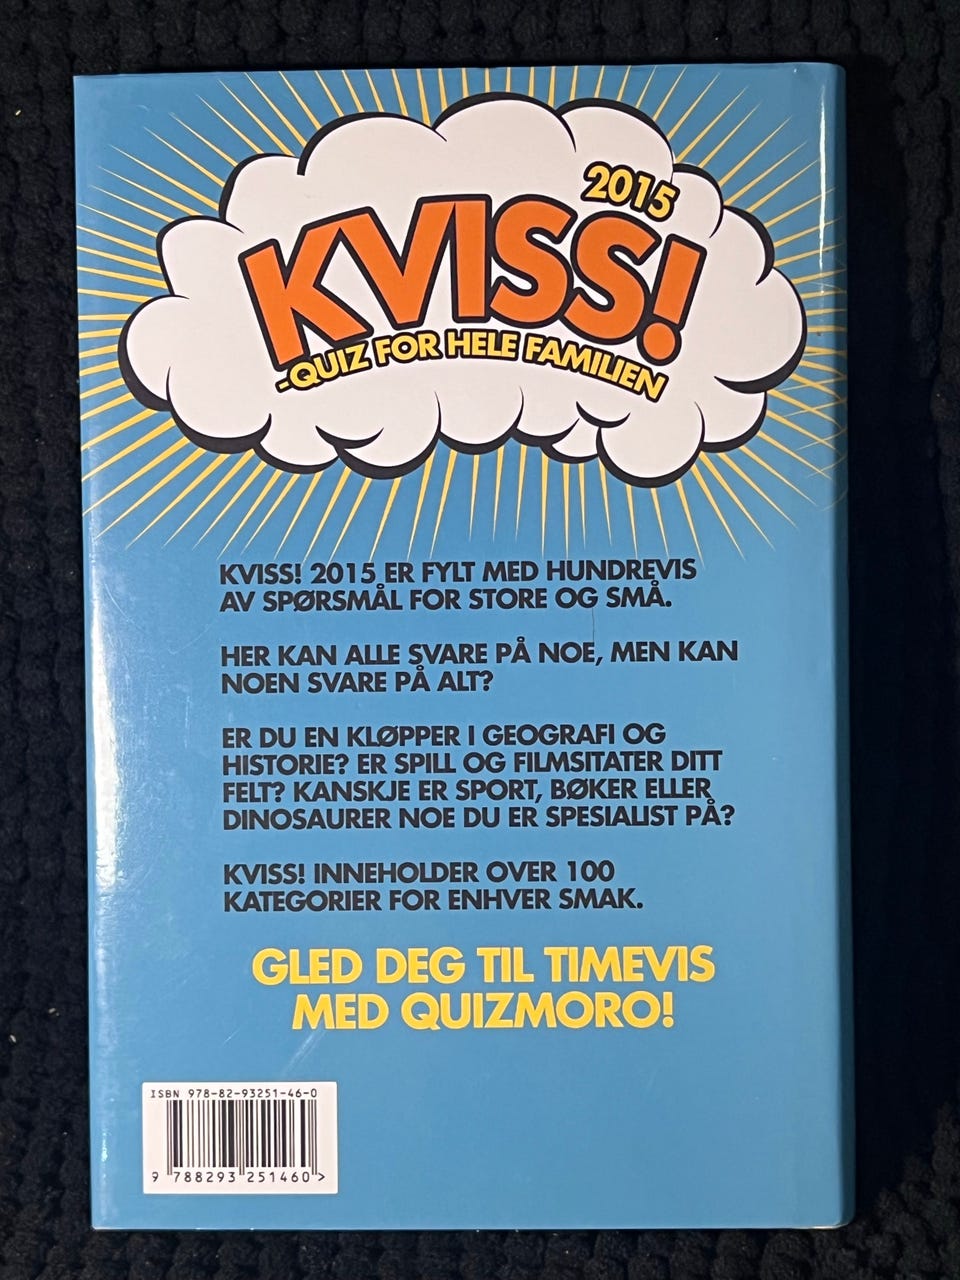 2015
KVISS!
-QUIZ FOR HELE FAMILIEN
KVISS! 2015 ER FYLT MED HUNDREVIS
AV SPØRSMÅL FOR STORE OG SMÅ.
HER KAN ALLE SVARE PÅ NOE, MEN KAN
NOEN SVARE PÅ ALT?
ER DU EN KLØPPER I GEOGRAFI OG
HISTORIE? ER SPILL OG FILMSITATER DITT
FELT? KANSKJE ER SPORT, BØKER ELLER
DINOSAURER NOE DU ER SPESIALIST PÅ?
KVISS! INNEHOLDER OVER 100
KATEGORIER FOR ENHVER SMAK.
GLED DEG TIL TIMEVIS
MED QUIZMORO!
ISBN 978-82-93251-46-0
9 788293 251460 >